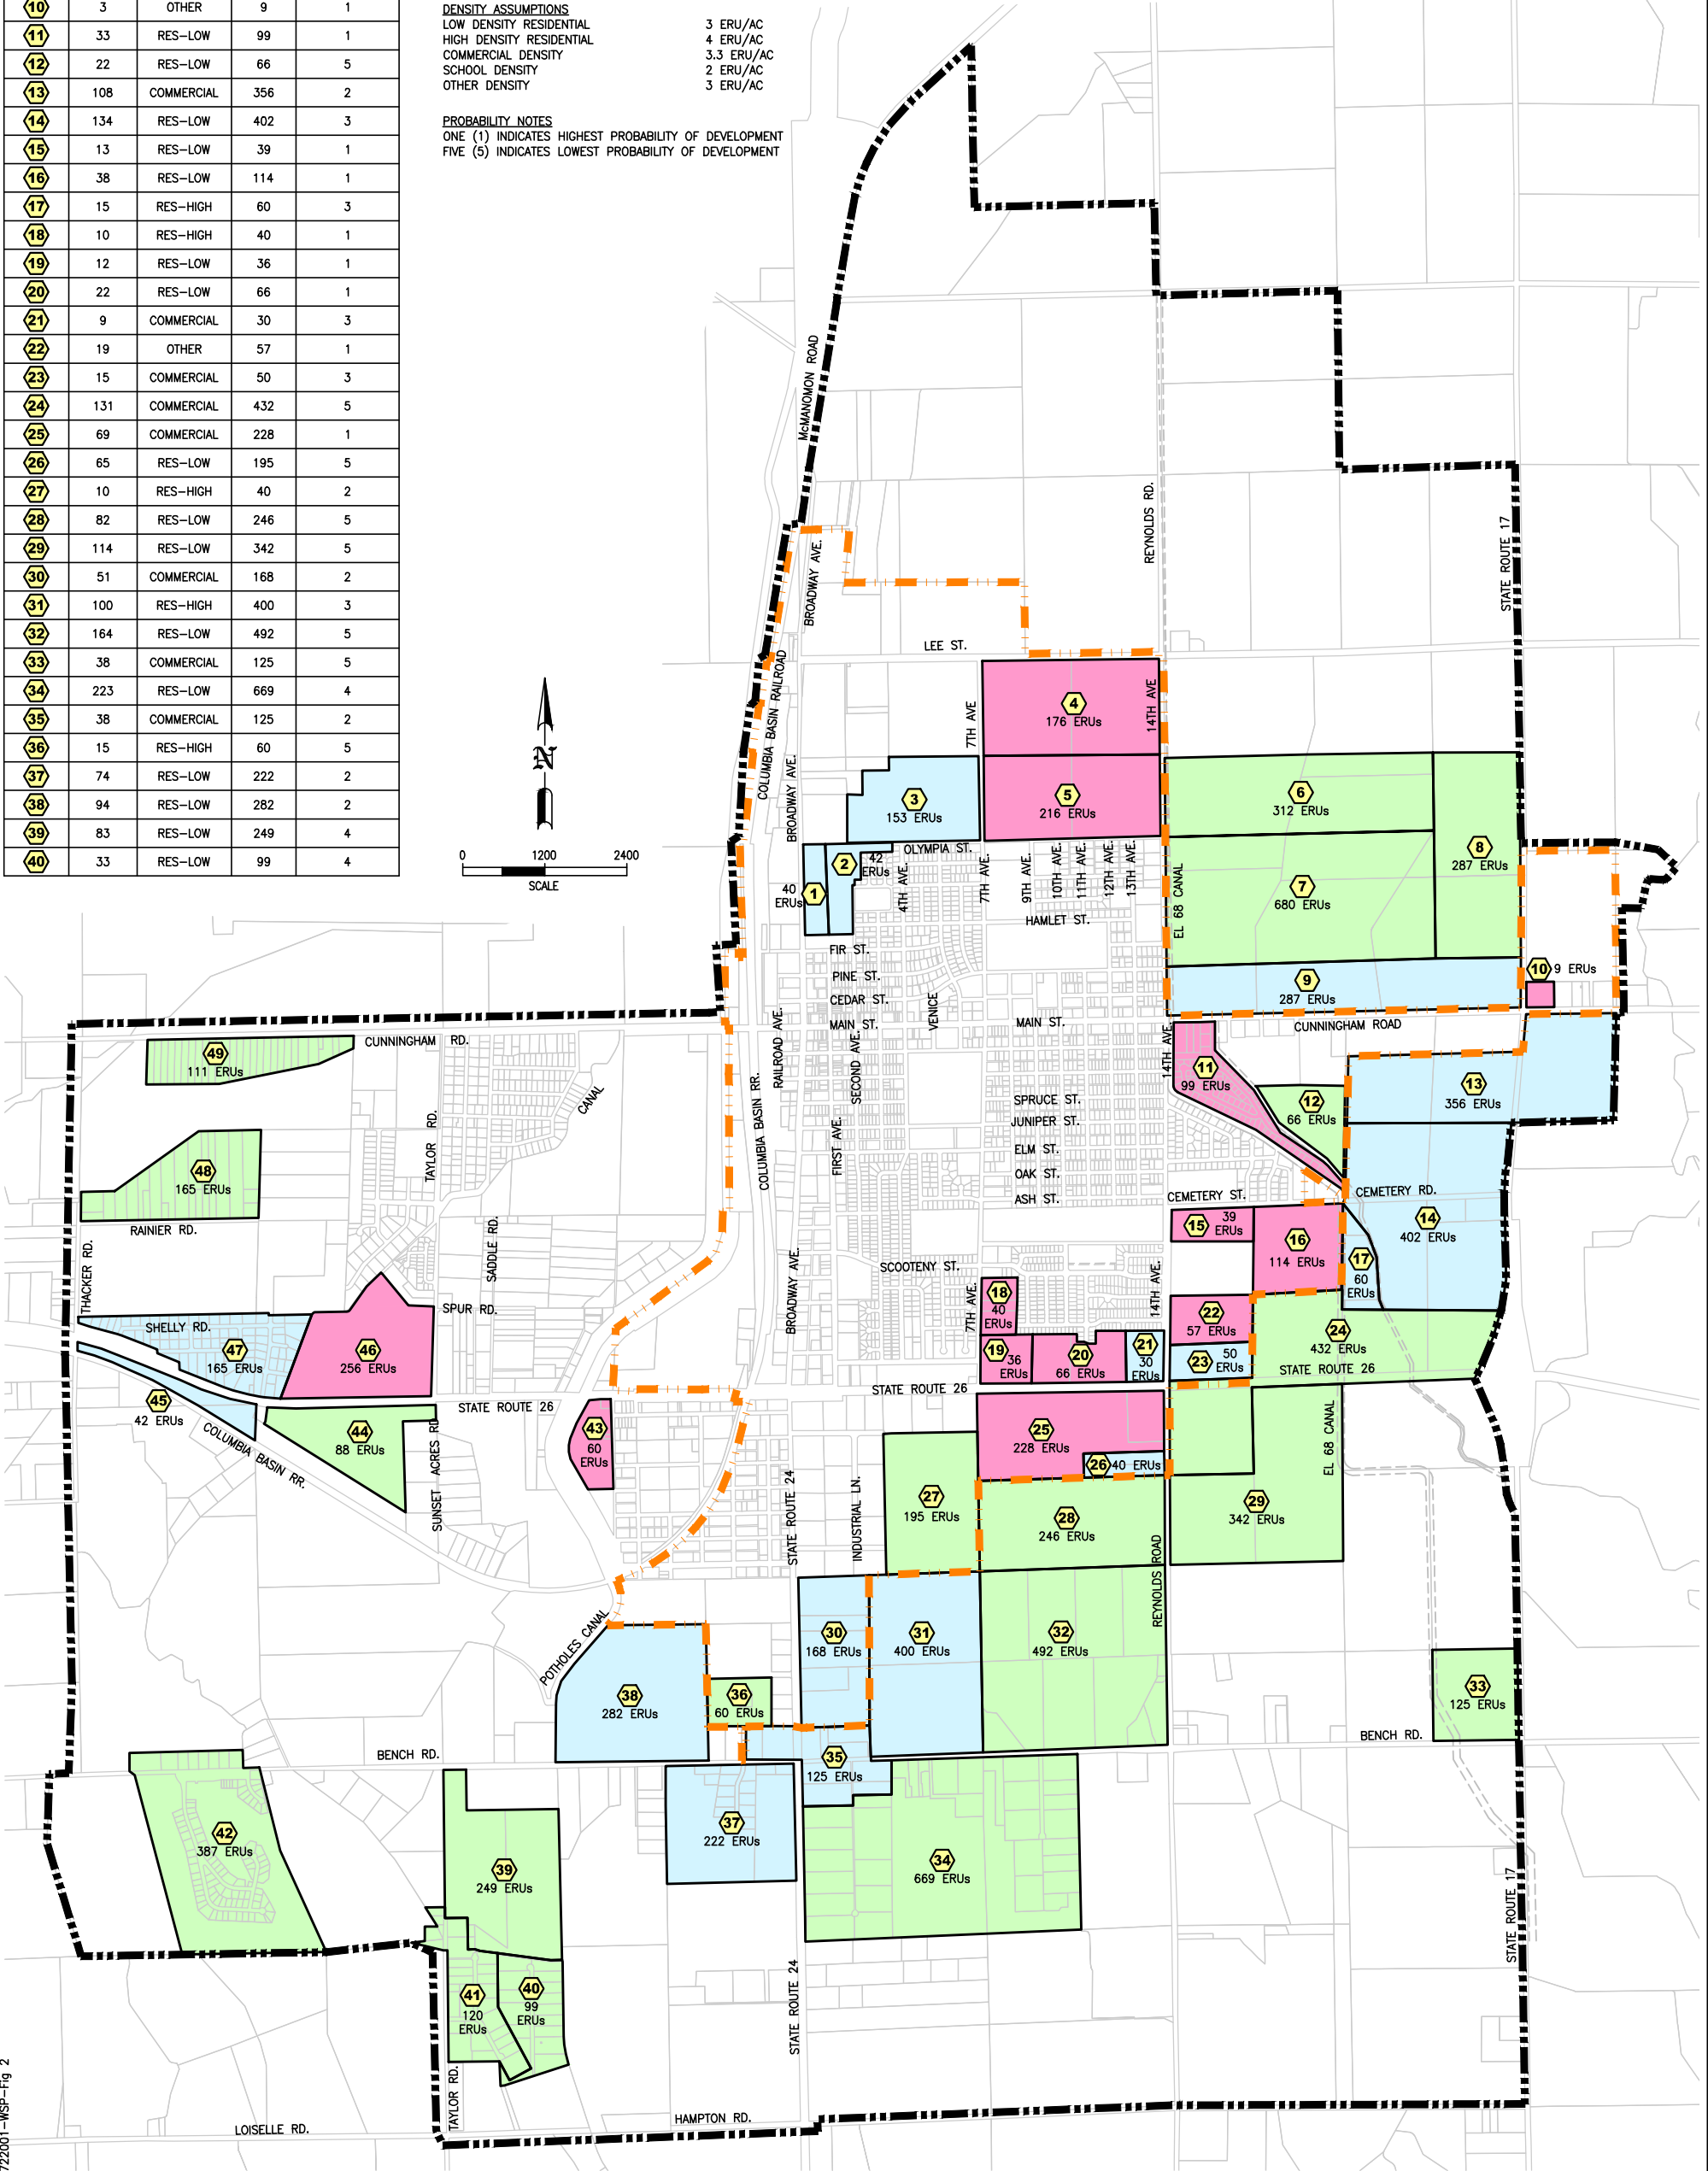 10 3 OTHER 9 1
11 33 RES-LOW 99 1
12 22 RES-LOW 66 5
13 108 COMMERCIAL 356 2
14 134 RES-LOW 402 3
15 13 RES-LOW 39 1
16 38 RES-LOW 114 1
17 15 RES-HIGH 60 3
18 10 RES-HIGH 40 1
19 12 RES-LOW 36 1
20 22 RES-LOW 66 1
21 9 COMMERCIAL 30 3
22 19 OTHER 57 1
23 15 COMMERCIAL 50 3
24 131 COMMERCIAL 432 5
25 69 COMMERCIAL 228 1
26 65 RES-LOW 195 5
27 10 RES-HIGH 40 2
28 82 RES-LOW 246 5
29 114 RES-LOW 342 5
30 51 COMMERCIAL 168 2
31 100 RES-HIGH 400 3
32 164 RES-LOW 492 5
33 38 COMMERCIAL 125 5
34 223 RES-LOW 669 4
35 38 COMMERCIAL 125 2
36 15 RES-HIGH 60 5
37 74 RES-LOW 222 2
38 94 RES-LOW 282 2
39 83 RES-LOW 249 4
40 33 RES-LOW 99 4
DENSITY ASSUMPTIONS
LOW DENSITY RESIDENTIAL 3 ERU/AC
HIGH DENSITY RESIDENTIAL 4 ERU/AC
COMMERCIAL DENSITY 3.3 ERU/AC
SCHOOL DENSITY 2 ERU/AC
OTHER DENSITY 3 ERU/AC
PROBABILITY NOTES
ONE (1) INDICATES HIGHEST PROBABILITY OF DEVELOPMENT
FIVE (5) INDICATES LOWEST PROBABILITY OF DEVELOPMENT
N
0 1200 2400
SCALE
McMANOMON ROAD
REYNOLDS RD.
STATE ROUTE 17
BROADWAY AVE.
LEE ST.
COLUMBIA BASIN RAILROAD
7TH AVE
14TH AVE
4
176 ERUs
BROADWAY AVE.
3
153 ERUs
5
216 ERUs
6
312 ERUs
8
287 ERUs
OLYMPIA ST.
2
42
ERUs
40
ERUs
1
4TH AVE.
7TH AVE.
9TH AVE.
10TH AVE.
11TH AVE.
12TH AVE.
13TH AVE.
EL 68 CANAL
7
680 ERUs
HAMLET ST.
FIR ST.
PINE ST.
CEDAR ST.
MAIN ST.
VENICE
MAIN ST.
9
287 ERUs
10
9 ERUs
CUNNINGHAM ROAD
CUNNINGHAM RD.
49
111 ERUs
RAILROAD AVE.
SECOND AVE.
14TH AVE.
11
99 ERUs
12
66 ERUs
13
356 ERUs
CANAL
TAYLOR RD.
COLUMBIA BASIN RR.
FIRST AVE.
SPRUCE ST.
JUNIPER ST.
ELM ST.
OAK ST.
ASH ST.
CEMETERY ST.
CEMETERY RD.
48
165 ERUs
RAINIER RD.
THACKER RD.
SADDLE RD.
BROADWAY AVE.
SCOOTENY ST.
15
39
ERUs
16
114 ERUs
17
60
ERUs
14
402 ERUs
7TH AVE.
14TH AVE.
18
40
ERUs
22
57 ERUs
24
432 ERUs
SPUR RD.
SHELLY RD.
47
165 ERUs
46
256 ERUs
19
36
ERUs
20
66 ERUs
21
30
ERUs
23
50
ERUs
STATE ROUTE 26
STATE ROUTE 26
STATE ROUTE 26
45
42 ERUs
COLUMBIA BASIN RR.
44
88 ERUs
SUNSET ACRES RD
43
60
ERUs
25
228 ERUs
26
40 ERUs
EL 68 CANAL
STATE ROUTE 24
INDUSTRIAL LN.
27
195 ERUs
28
246 ERUs
29
342 ERUs
REYNOLDS ROAD
POTHOLES CANAL
30
168 ERUs
31
400 ERUs
32
492 ERUs
33
125 ERUs
38
282 ERUs
36
60 ERUs
BENCH RD.
BENCH RD.
35
125 ERUs
37
222 ERUs
42
387 ERUs
39
249 ERUs
34
669 ERUs
STATE ROUTE 17
41
120
ERUs
40
99
ERUs
STATE ROUTE 24
TAYLOR RD.
HAMPTON RD.
LOISELLE RD.
722001-WSP-Fig 2